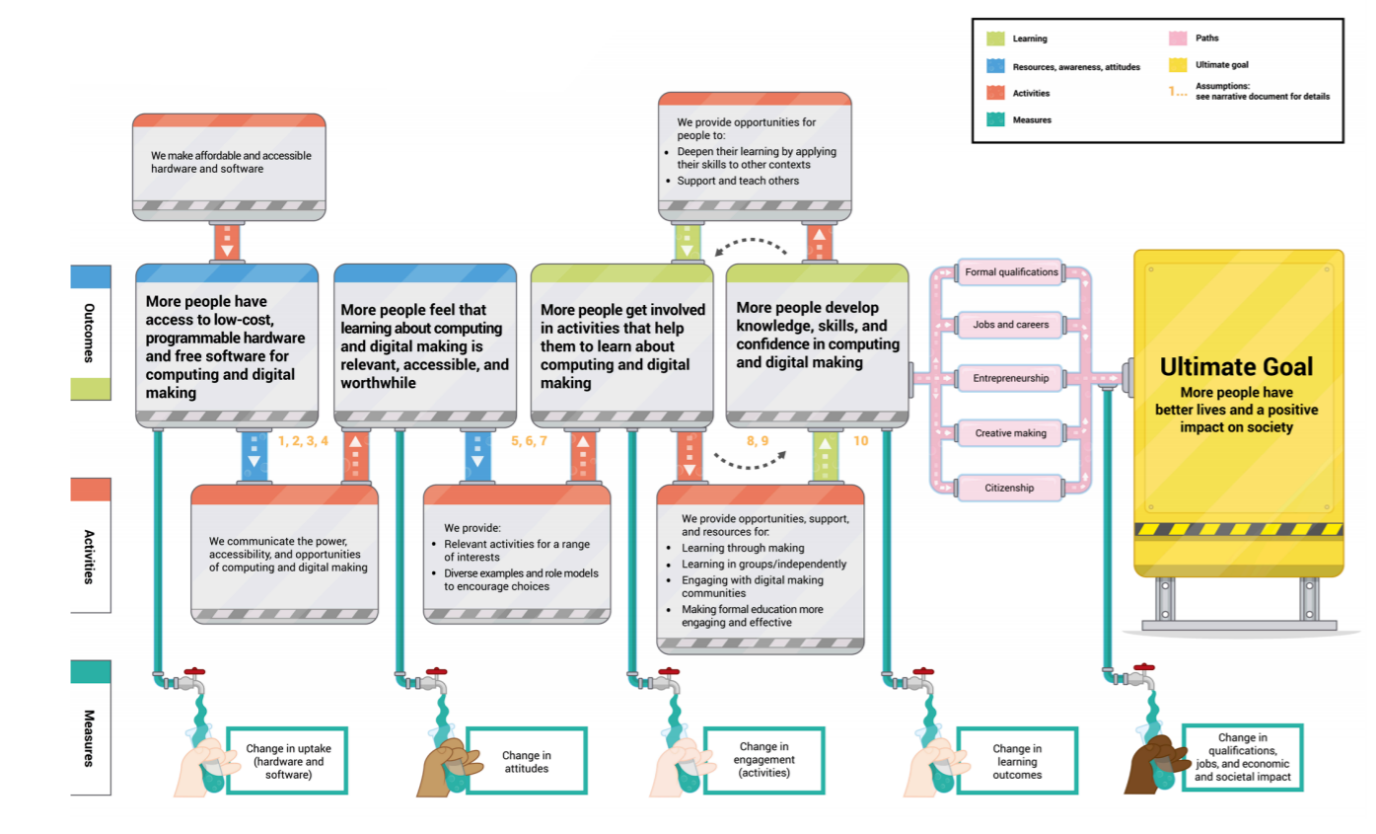 Learning
Resources, awareness, attitudes
Activities
Measures
Paths
Ultimate goal
1...
Assumptions:
see narrative document for details
We make affordable and accessible
hardware and software
We provide opportunities for
people to:
• Deepen their learning by applying
their skills to other contexts
• Support and teach others
Outcomes
More people have
access to low-cost,
programmable hardware
and free software for
computing and digital
making
More people feel that
learning about computing
and digital making is
relevant, accessible, and
worthwhile
More people get involved
in activities that help
them to learn about
computing and digital
making
More people develop
knowledge, skills, and
confidence in computing
and digital making
Formal qualifications
Jobs and careers
Entrepreneurship
Creative making
Citizenship
Ultimate Goal
More people have
better lives and a positive
impact on society
1, 2, 3, 4
5, 6, 7
8, 9
10
Activities
We communicate the power,
accessibility, and opportunities
of computing and digital making
We provide:
• Relevant activities for a range
of interests
• Diverse examples and role models
to encourage choices
We provide opportunities, support,
and resources for:
• Learning through making
• Learning in groups/independently
• Engaging with digital making
communities
• Making formal education more
engaging and effective
Measures
Change in uptake
(hardware and
software)
Change in
attitudes
Change in
engagement
(activities)
Change in
learning
outcomes
Change in
qualifications,
jobs, and economic
and societal impact